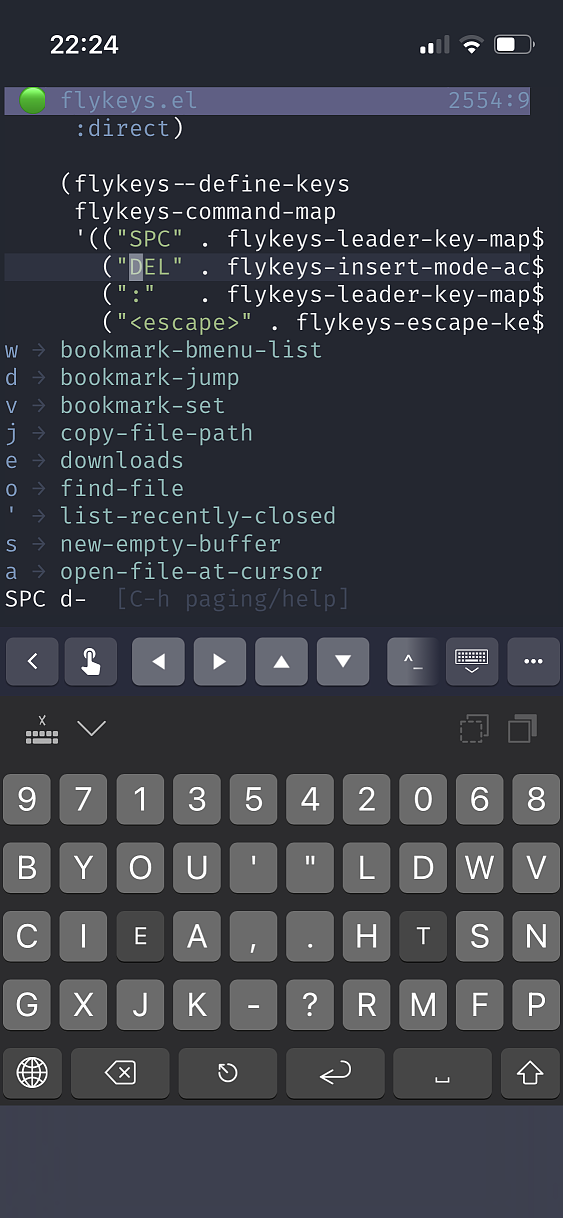 22:24
flykeys.el 2554:9
:direct)
(flykeys--define-keys
flykeys-command-map
'(("SPC" . flykeys-leader-key-map$
("DEL" . flykeys-insert-mode-ac$
(":" . flykeys-leader-key-map$
("<escape>" . flykeys-escape-ke$
w → bookmark-bmenu-list
d → bookmark-jump
v → bookmark-set
j → copy-file-path
e → downloads
o → find-file
' → list-recently-closed
s → new-empty-buffer
a → open-file-at-cursor
SPC d- [C-h paging/help]
^_ •••
X
9 7 1 3 5 4 2 0 6 8
B Y O U ' " L D W V
C I E A , . H T S N
G X J K - ? R M F P